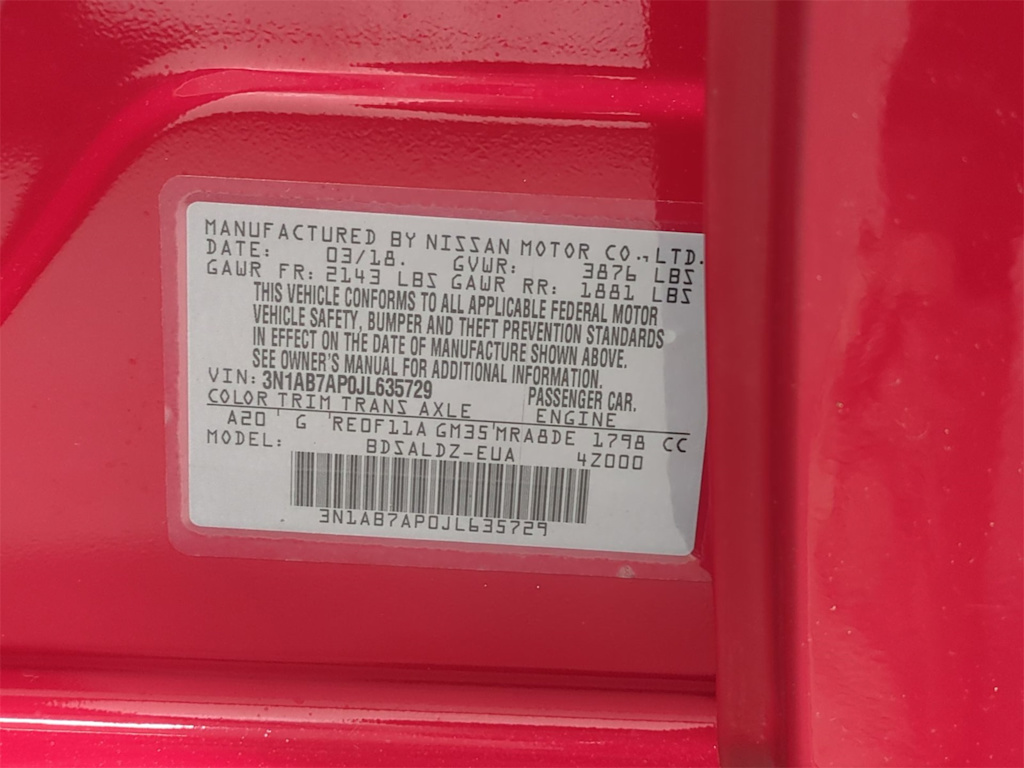 MANUFACTURED BY NISSAN MOTOR CO., LTD.
DATE: 03/18. GVWR: 3876 LBS
GAWR FR: 2143 LBS GAWR RR: 1881 LBS
THIS VEHICLE CONFORMS TO ALL APPLICABLE FEDERAL MOTOR
VEHICLE SAFETY, BUMPER AND THEFT PREVENTION STANDARDS
IN EFFECT ON THE DATE OF MANUFACTURE SHOWN ABOVE.
SEE OWNER'S MANUAL FOR ADDITIONAL INFORMATION.
VIN: 3N1AB7AP0JL635729 PASSENGER CAR.
COLOR TRIM TRANS AXLE ENGINE
A20 G RE0F11A GM35 MRA8DE 1798 CC
MODEL: BDSALDZ-EUA 4Z000
3N1AB7AP0JL635729